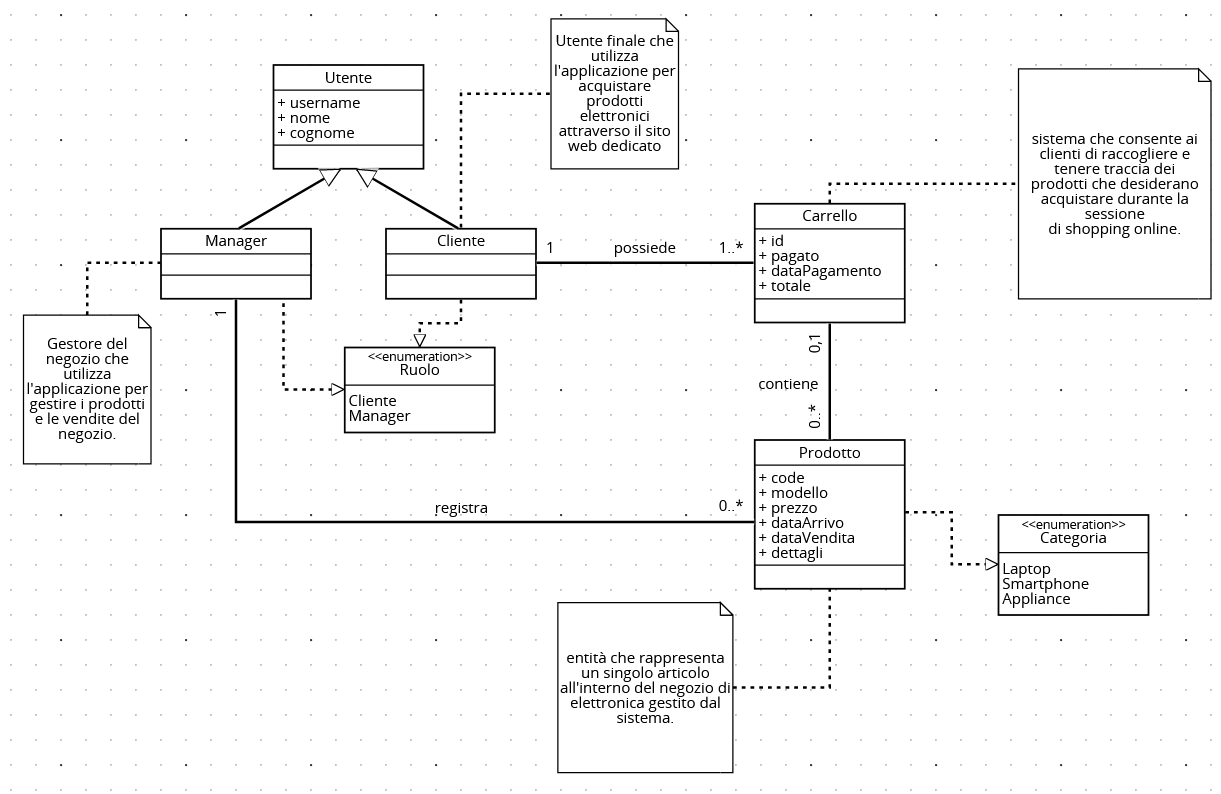 Utente
+ username
+ nome
+ cognome
Utente finale che
utilizza
l'applicazione per
acquistare
prodotti
elettronici
attraverso il sito
web dedicato
sistema che consente ai
clienti di raccogliere e
tenere traccia dei
prodotti che desiderano
acquistare durante la
sessione
di shopping online.
Manager
Cliente
1
possiede
1..*
Carrello
+ id
+ pagato
+ dataPagamento
+ totale
1
Gestore del
negozio che
utilizza
l'applicazione per
gestire i prodotti
e le vendite del
negozio.
<<enumeration>>
Ruolo
Cliente
Manager
0,1
contiene
0..*
registra
0..*
Prodotto
+ code
+ modello
+ prezzo
+ dataArrivo
+ dataVendita
+ dettagli
<<enumeration>>
Categoria
Laptop
Smartphone
Appliance
entità che rappresenta
un singolo articolo
all'interno del negozio di
elettronica gestito dal
sistema.